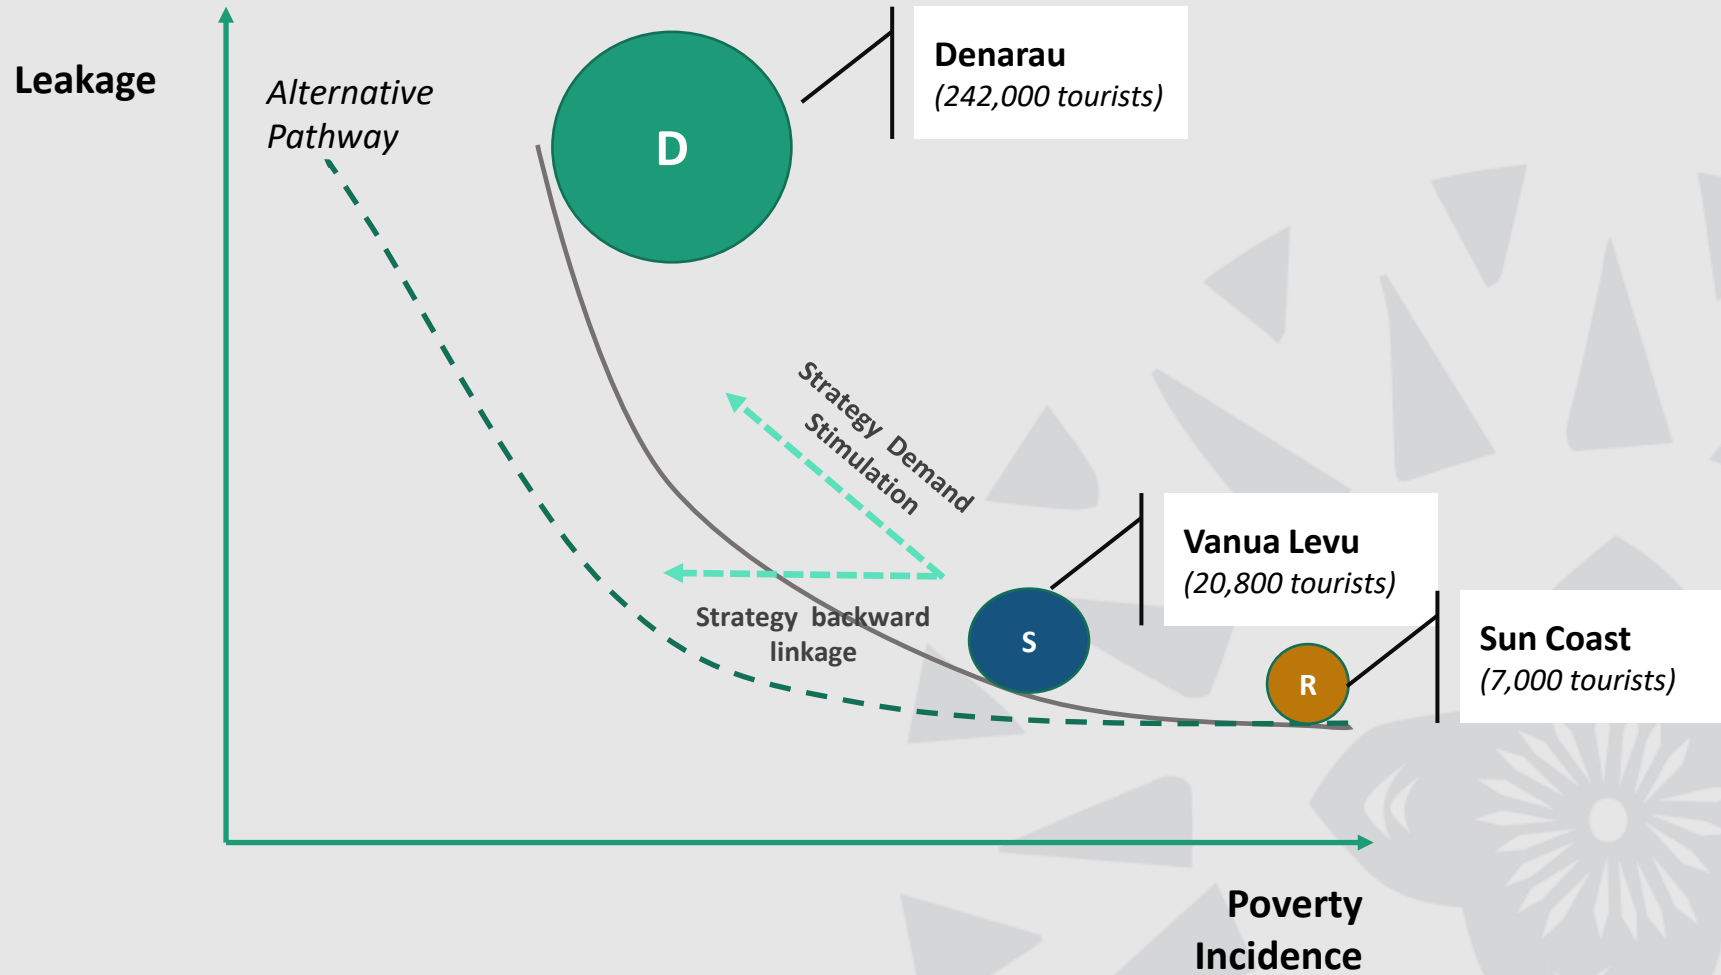 Leakage
Alternative
Pathway
D
Denarau
(242,000 tourists)
Strategy Demand
Stimulation
Strategy backward
linkage
S
Vanua Levu
(20,800 tourists)
R
Sun Coast
(7,000 tourists)
Poverty
Incidence